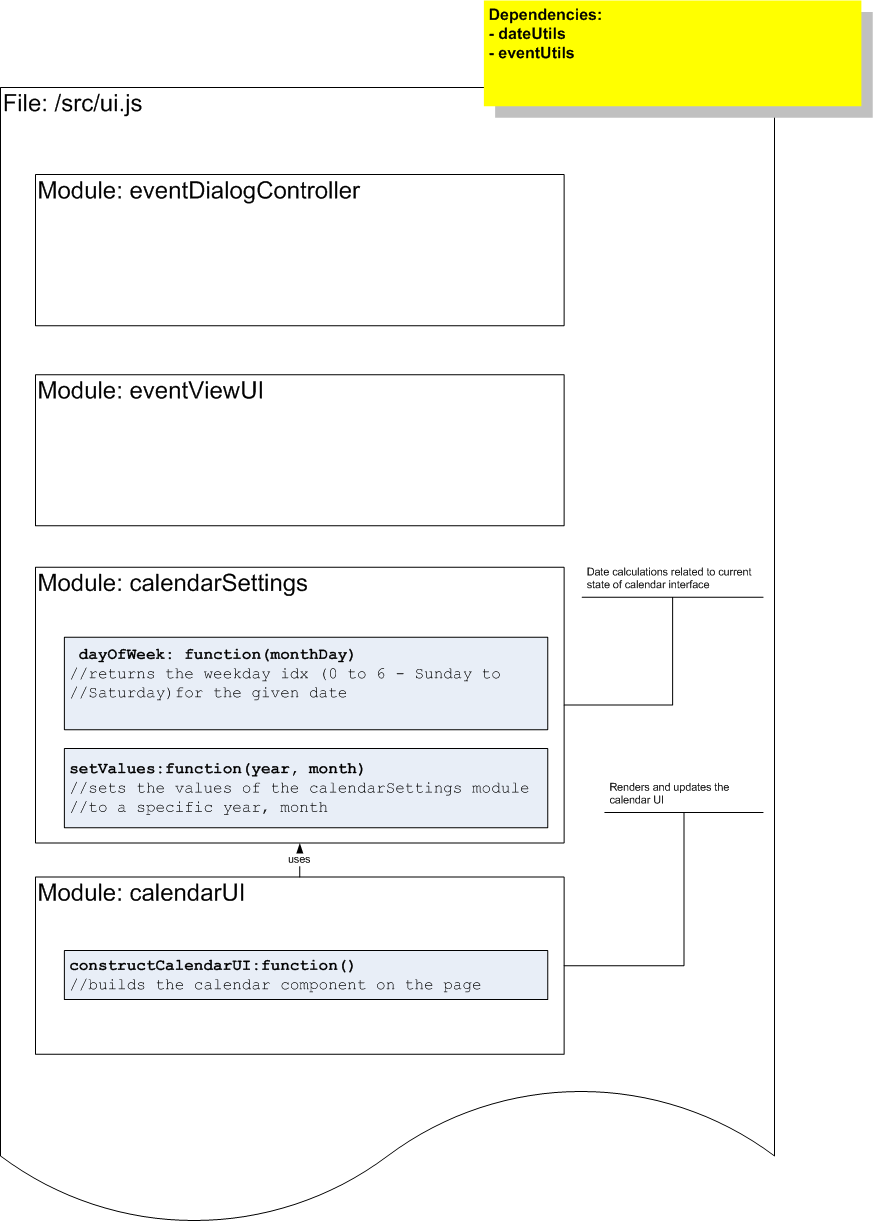 Dependencies:
- dateUtils
- eventUtils
File: /src/ui.js
Module: eventDialogController
Module: eventViewUI
Module: calendarSettings
Date calculations related to current
state of calendar interface
dayOfWeek: function(monthDay)
//returns the weekday idx (0 to 6 - Sunday to
//Saturday)for the given date
setValues:function(year, month)
//sets the values of the calendarSettings module
//to a specific year, month
Renders and updates the
calendar UI
uses
Module: calendarUI
constructCalendarUI:function()
//builds the calendar component on the page